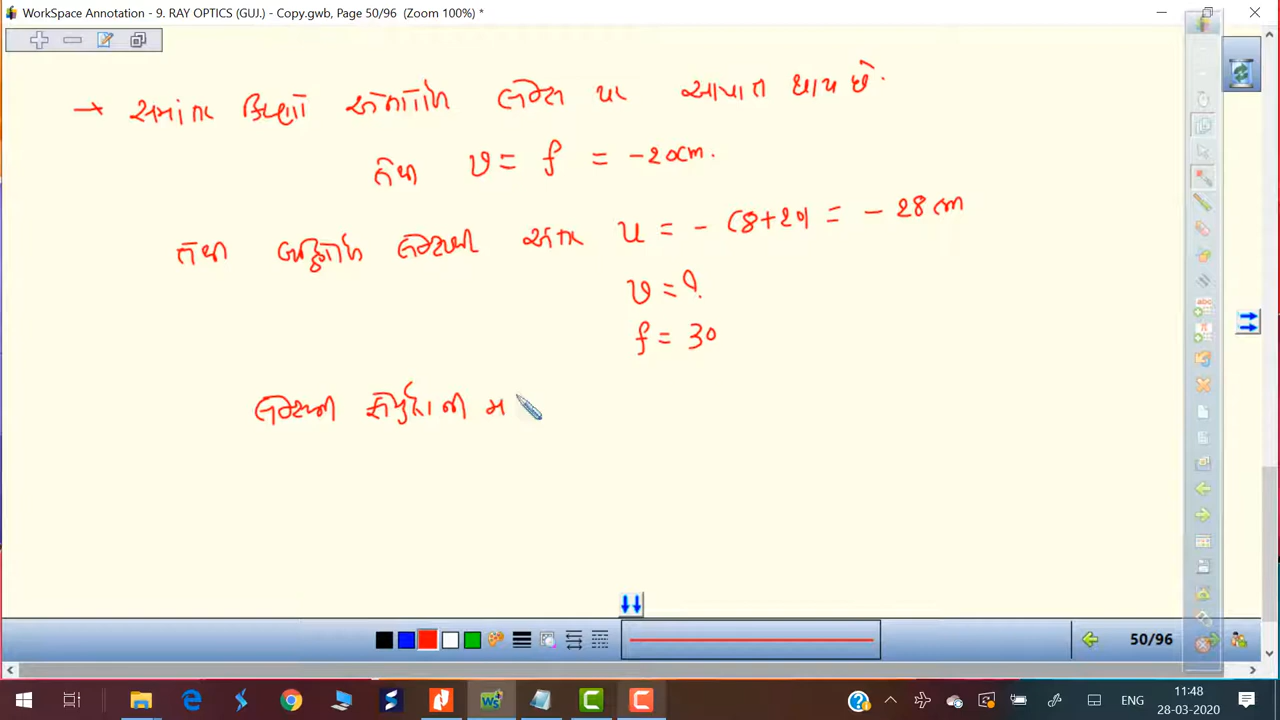 WorkSpace Annotation - 9. RAY OPTICS (GUJ.) - Copy.gwb, Page 50/96 (Zoom 100%) *
→ સમાંતર કિરણો અંતર્ગોળ લેન્સ પર આપાત થાય છે.
તેથી v = f = -20cm.
તથા બહિર્ગોળ લેન્સથી અંતર u = - (8+20) = - 28 cm
v = ?
f = 30
લેન્સના સૂત્ર ની મ
50/96
ENG
11:48
28-03-2020